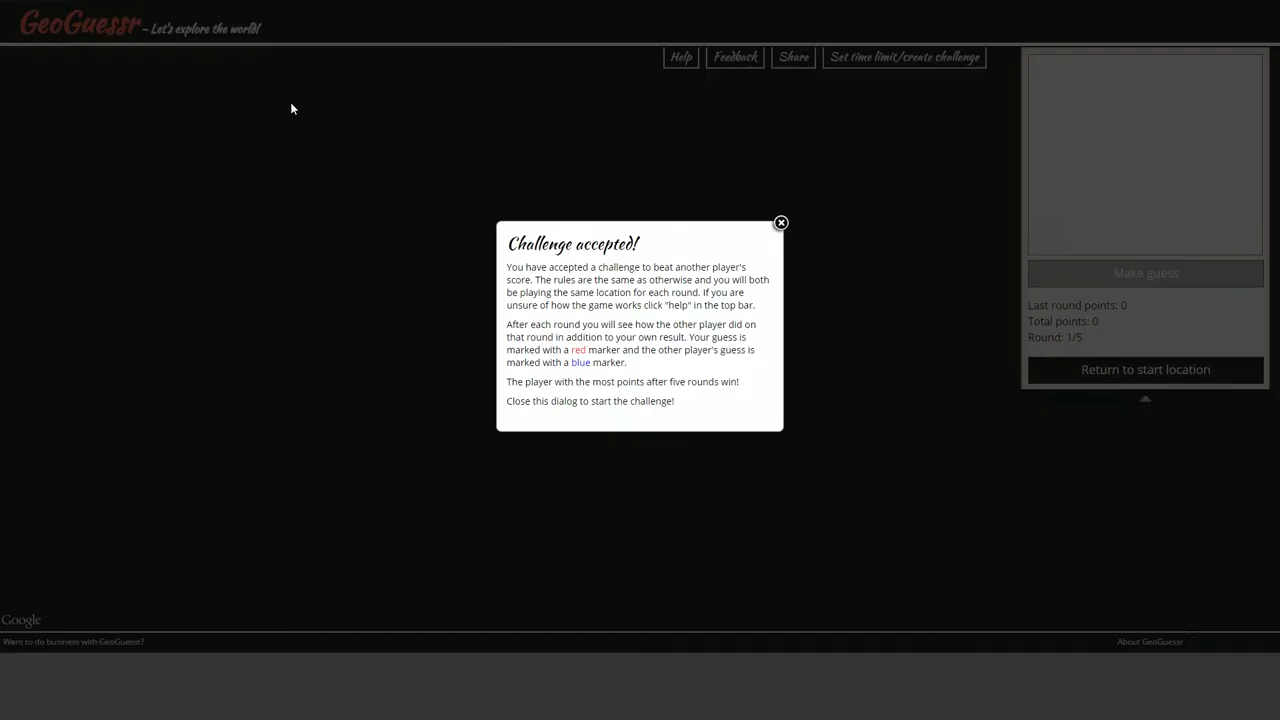 GeoGuessr – Let's explore the world!
Help Feedback Share Set time limit/create challenge
Challenge accepted!
You have accepted a challenge to beat another player's
score. The rules are the same as otherwise and you will both
be playing the same location for each round. If you are
unsure of how the game works click "help" in the top bar.
After each round you will see how the other player did on
that round in addition to your own result. Your guess is
marked with a red marker and the other player's guess is
marked with a blue marker.
The player with the most points after five rounds win!
Close this dialog to start the challenge!
Make guess
Last round points: 0
Total points: 0
Round: 1/5
Return to start location
Google
Want to do business with GeoGuessr?
About GeoGuessr